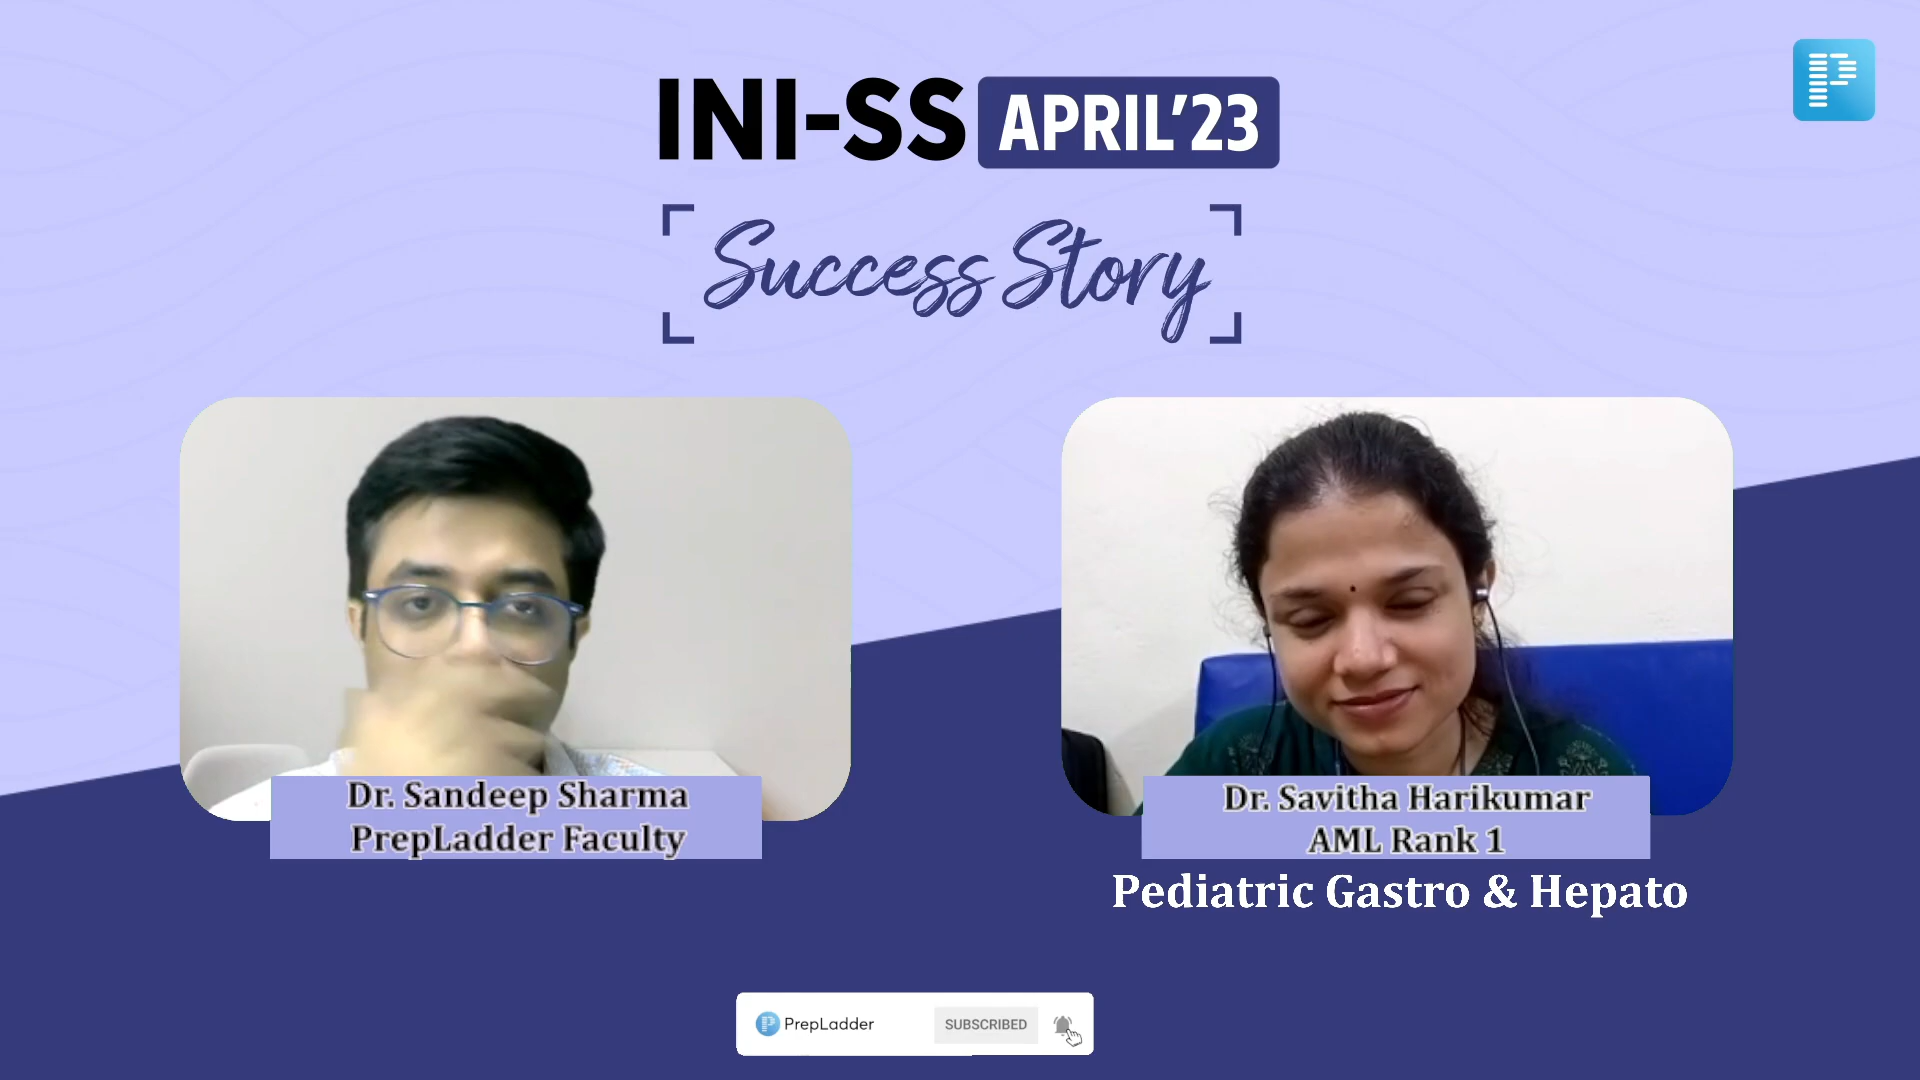 INI-SS APRIL'23
Success Story
Dr. Sandeep Sharma
PrepLadder Faculty
Dr. Savitha Harikumar
AML Rank 1
Pediatric Gastro & Hepato
PrepLadder SUBSCRIBED